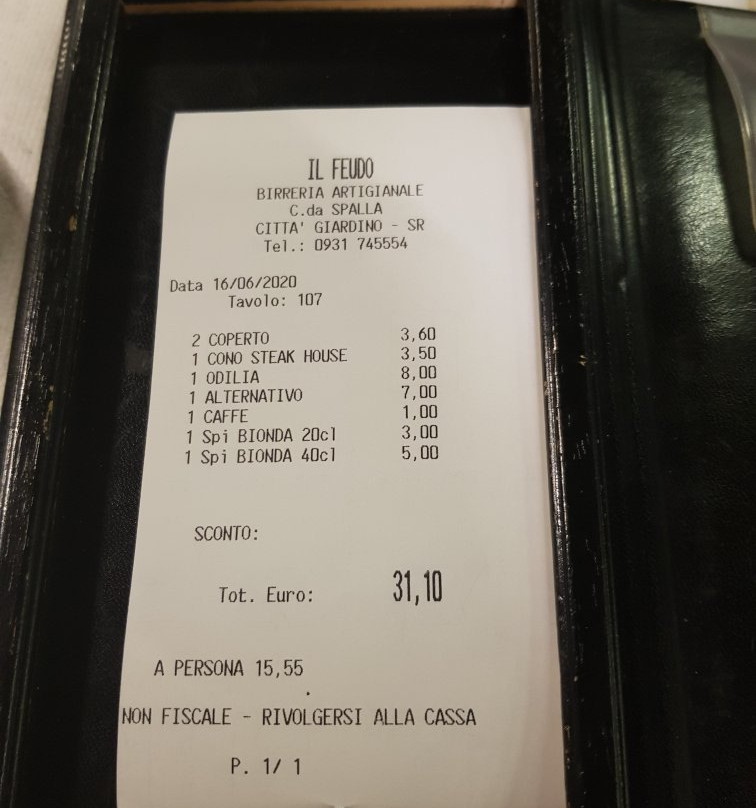 IL FEUDO
BIRRERIA ARTIGIANALE
C.da SPALLA
CITTA' GIARDINO - SR
Tel.: 0931 745554
Data 16/06/2020
Tavolo: 107
2 COPERTO 3,60
1 CONO STEAK HOUSE 3,50
1 ODILIA 8,00
1 ALTERNATIVO 7,00
1 CAFFE 1,00
1 Spi BIONDA 20cl 3,00
1 Spi BIONDA 40cl 5,00
SCONTO:
Tot. Euro: 31,10
A PERSONA 15,55
.
NON FISCALE - RIVOLGERSI ALLA CASSA
P. 1/ 1